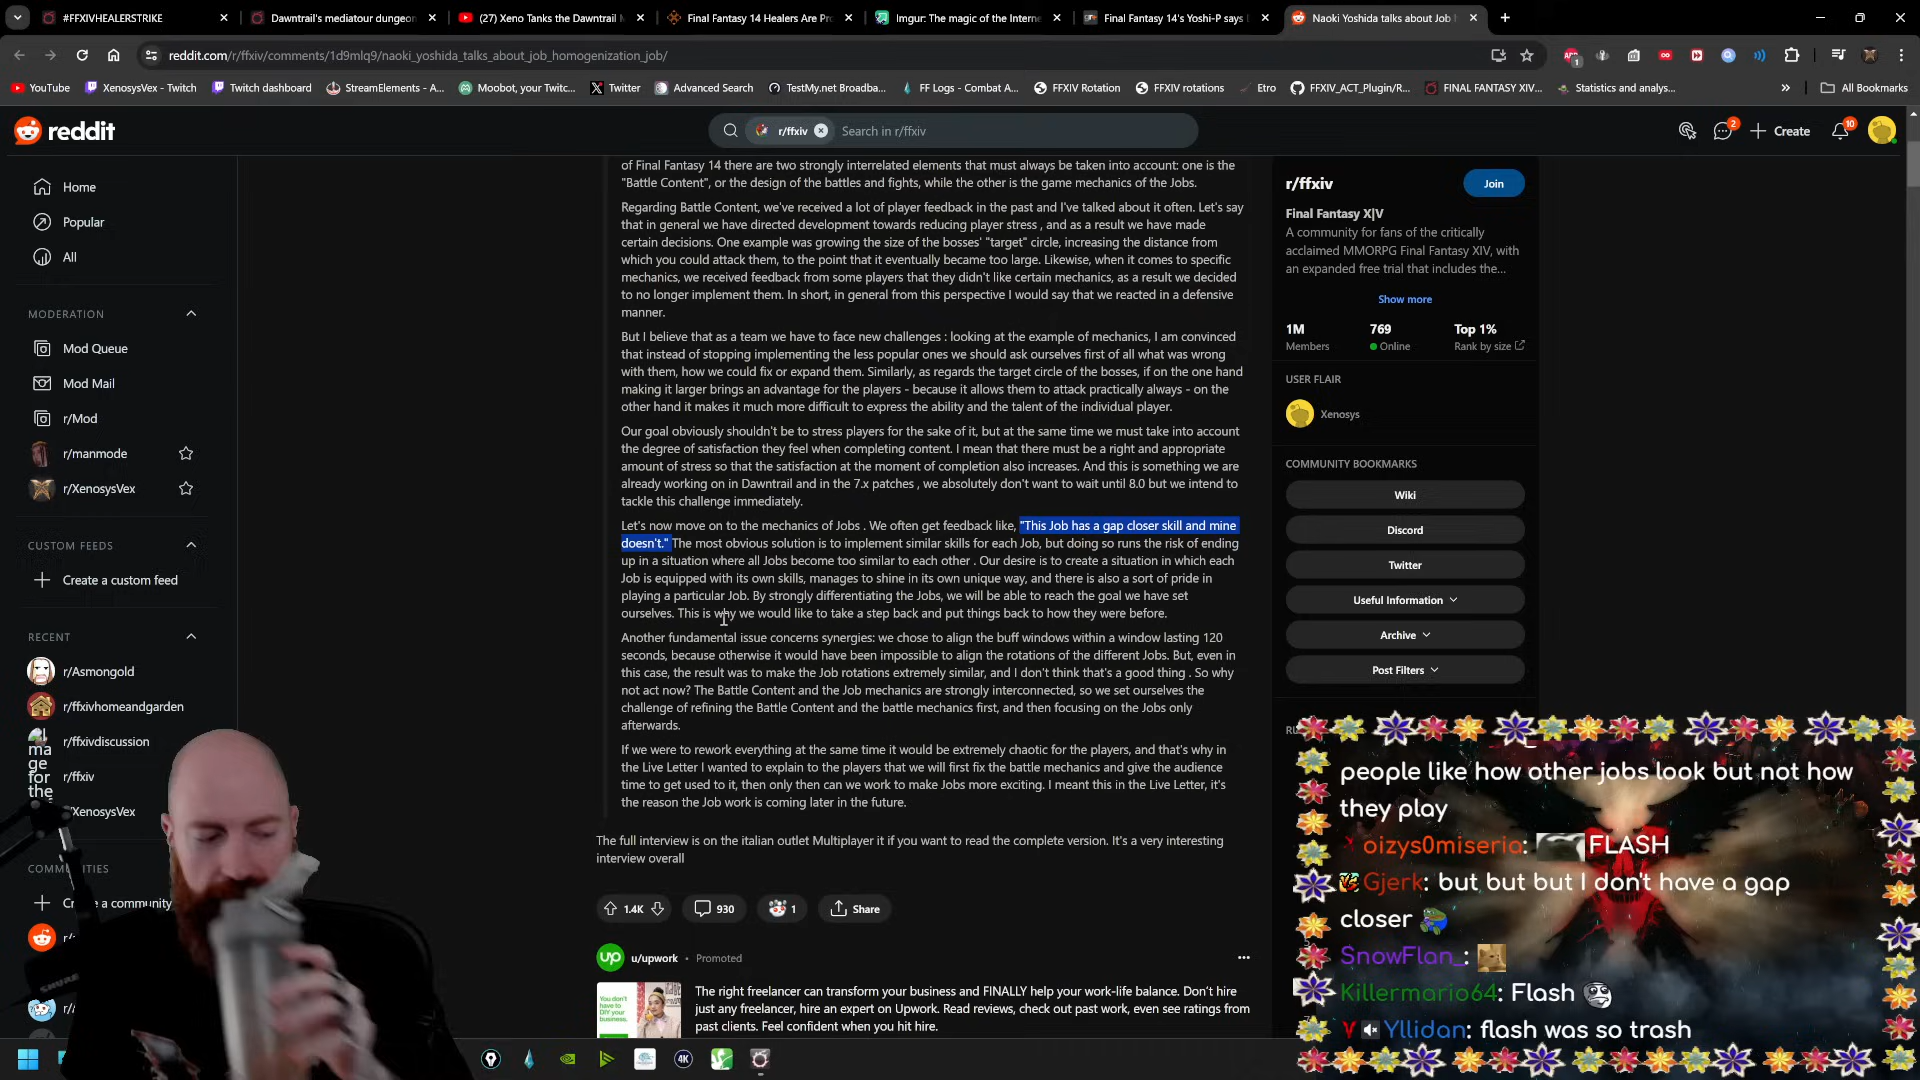 #FFXIVHEALERSTRIKE
Dawntrail's mediatour dungeon
(27) Xeno Tanks the Dawntrail M
Final Fantasy 14 Healers Are Pro
Imgur: The magic of the Interne
Final Fantasy 14's Yoshi-P says
Naoki Yoshida talks about Job H
reddit.com/r/ffxiv/comments/1d9mlq9/naoki_yoshida_talks_about_job_homogenization_job/
YouTube
XenosysVex - Twitch
Twitch dashboard
StreamElements - A...
Moobot, your Twitc...
Twitter
Advanced Search
TestMy.net Broadba...
FF Logs - Combat A...
FFXIV Rotation
FFXIV rotations
Etro
FFXIV_ACT_Plugin/R...
FINAL FANTASY XIV...
Statistics and analys...
All Bookmarks
reddit
r/ffxiv
Search in r/ffxiv
2
Create
10
Home
Popular
All
MODERATION
Mod Queue
Mod Mail
r/Mod
r/manmode
r/XenosysVex
CUSTOM FEEDS
Create a custom feed
RECENT
r/Asmongold
r/ffxivhomeandgarden
r/ffxivdiscussion
r/ffxiv
XenosysVex
COMMUNITIES
Create a community
of Final Fantasy 14 there are two strongly interrelated elements that must always be taken into account: one is the
"Battle Content", or the design of the battles and fights, while the other is the game mechanics of the Jobs.
Regarding Battle Content, we've received a lot of player feedback in the past and I've talked about it often. Let's say
that in general we have directed development towards reducing player stress , and as a result we have made
certain decisions. One example was growing the size of the bosses' "target" circle, increasing the distance from
which you could attack them, to the point that it eventually became too large. Likewise, when it comes to specific
mechanics, we received feedback from some players that they didn't like certain mechanics, as a result we decided
to no longer implement them. In short, in general from this perspective I would say that we reacted in a defensive
manner.
But I believe that as a team we have to face new challenges : looking at the example of mechanics, I am convinced
that instead of stopping implementing the less popular ones we should ask ourselves first of all what was wrong
with them, how we could fix or expand them. Similarly, as regards the target circle of the bosses, if on the one hand
making it larger brings an advantage for the players - because it allows them to attack practically always - on the
other hand it makes it much more difficult to express the ability and the talent of the individual player.
Our goal obviously shouldn't be to stress players for the sake of it, but at the same time we must take into account
the degree of satisfaction they feel when completing content. I mean that there must be a right and appropriate
amount of stress so that the satisfaction at the moment of completion also increases. And this is something we are
already working on in Dawntrail and in the 7.x patches , we absolutely don't want to wait until 8.0 but we intend to
tackle this challenge immediately.
Let's now move on to the mechanics of Jobs . We often get feedback like, "This Job has a gap closer skill and mine
doesn't." The most obvious solution is to implement similar skills for each Job, but doing so runs the risk of ending
up in a situation where all Jobs become too similar to each other . Our desire is to create a situation in which each
Job is equipped with its own skills, manages to shine in its own unique way, and there is also a sort of pride in
playing a particular Job. By strongly differentiating the Jobs, we will be able to reach the goal we have set
ourselves. This is why we would like to take a step back and put things back to how they were before.
Another fundamental issue concerns synergies: we chose to align the buff windows within a window lasting 120
seconds, because otherwise it would have been impossible to align the rotations of the different Jobs. But, even in
this case, the result was to make the Job rotations extremely similar, and I don't think that's a good thing . So why
not act now? The Battle Content and the Job mechanics are strongly interconnected, so we set ourselves the
challenge of refining the Battle Content and the battle mechanics first, and then focusing on the Jobs only
afterwards.
If we were to rework everything at the same time it would be extremely chaotic for the players, and that's why in
the Live Letter I wanted to explain to the players that we will first fix the battle mechanics and give the audience
time to get used to it, then only then can we work to make Jobs more exciting. I meant this in the Live Letter, it's
the reason the Job work is coming later in the future.
The full interview is on the italian outlet Multiplayer it if you want to read the complete version. It's a very interesting
interview overall
1.4K
930
1
Share
u/upwork • Promoted
You don't
have to
DIY your
business.
The right freelancer can transform your business and FINALLY help your work-life balance. Don't hire
just any freelancer, hire an expert on Upwork. Read reviews, check out past work, even see ratings from
past clients. Feel confident when you hit hire.
r/ffxiv
Join
Final Fantasy X|V
A community for fans of the critically
acclaimed MMORPG Final Fantasy XIV, with
an expanded free trial that includes the...
Show more
1M
Members
769
Online
Top 1%
Rank by size
USER FLAIR
Xenosys
COMMUNITY BOOKMARKS
Wiki
Discord
Twitter
Useful Information
Archive
Post Filters
people like how other jobs look but not how
they play
oizys0miseria: FLASH
Gjerk: but but but I don't have a gap
closer
SnowFlan_:
Killermario64: Flash
Yllidan: flash was so trash